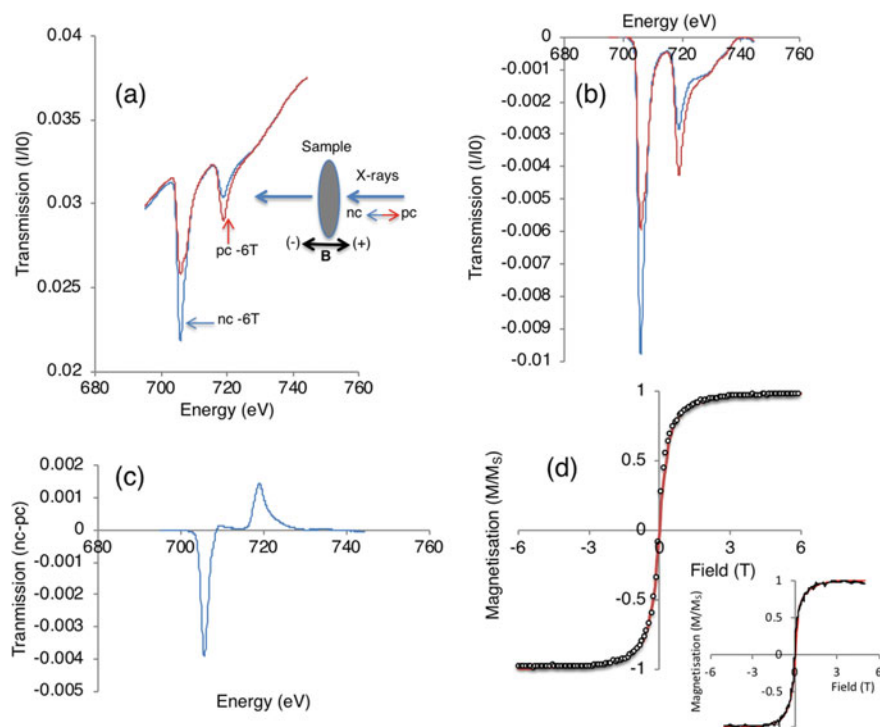 0.04
0.035
0.03
0.025
0.02
680
700
720
740
760
Energy (eV)
Transmission (I/I0)
(a)
Sample
X-rays
nc
pc
(-)
(+)
B
pc -6T
nc -6T
Energy (eV)
680
700
720
740
760
0
-0.001
-0.002
-0.003
-0.004
-0.005
-0.006
-0.007
-0.008
-0.009
-0.01
Transmission (I/I0)
(b)
0.002
0.001
0
-0.001
-0.002
-0.003
-0.004
-0.005
680
700
720
740
760
Energy (eV)
Tranmission (nc-pc)
(c)
1
0.5
0
-0.5
-1
-6
-3
0
3
6
Field (T)
Magnetisation (M/MS)
(d)
1
0.5
0
-0.5
-6
-3
0
3
6
Field (T)
Magnetisation (M/MS)